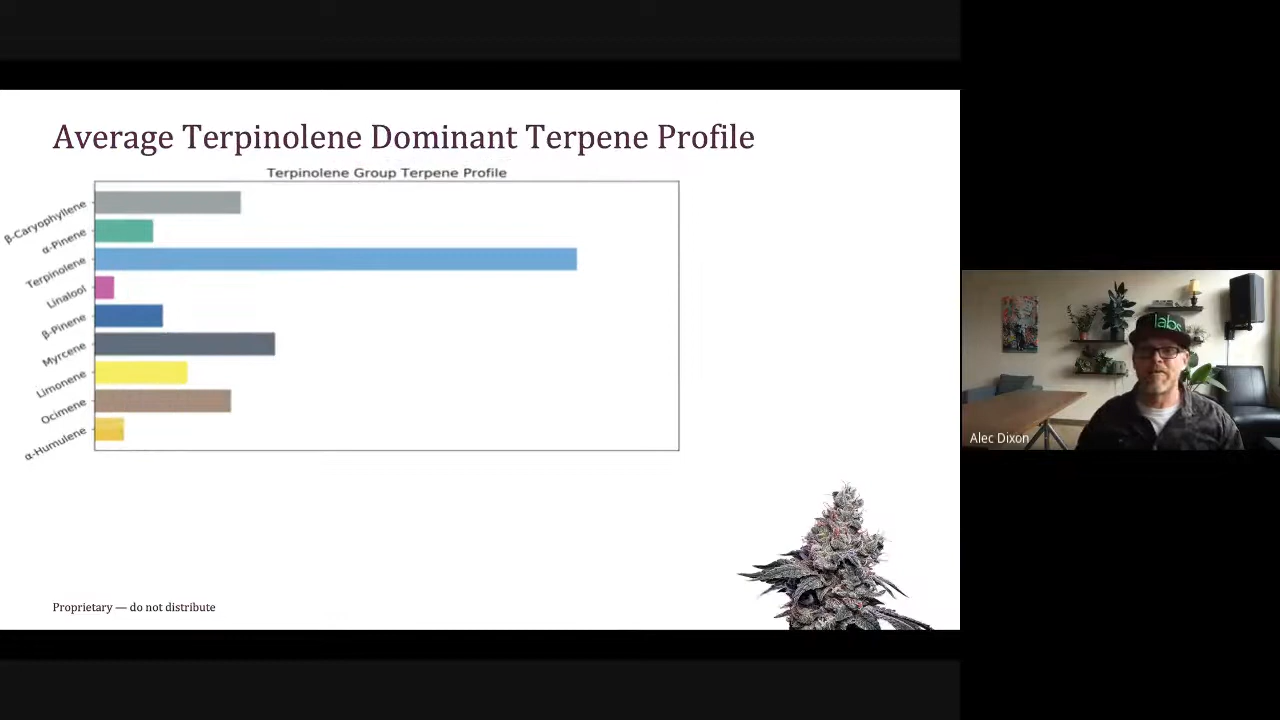 Average Terpinolene Dominant Terpene Profile
Terpinolene Group Terpene Profile
β-Caryophyllene
α-Pinene
Terpinolene
Linalool
β-Pinene
Myrcene
Limonene
Ocimene
α-Humulene
Proprietary — do not distribute
labs
Alec Dixon